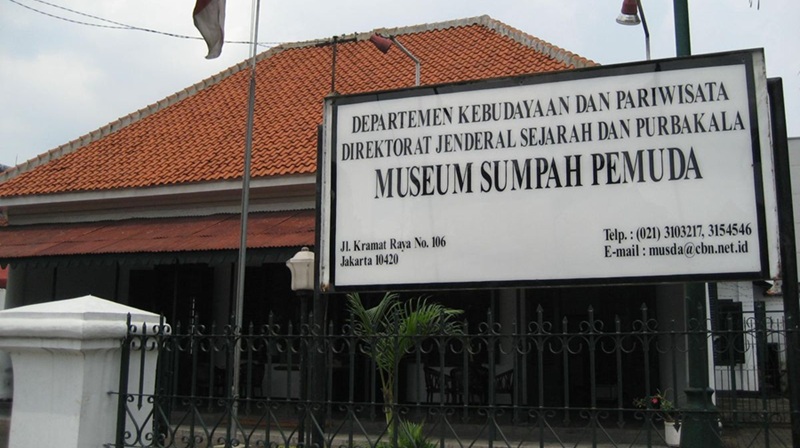 DEPARTEMEN KEBUDAYAAN DAN PARIWISATA
DIREKTORAT JENDERAL SEJARAH DAN PURBAKALA
MUSEUM SUMPAH PEMUDA
Jl. Kramat Raya No. 106
Jakarta 10420
Telp. : (021) 3103217, 3154546
E-mail : musda@cbn.net.id